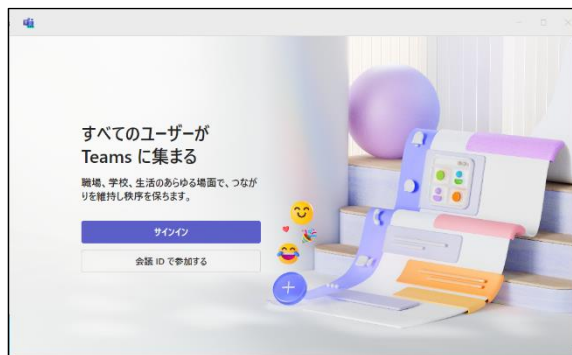 すべてのユーザーが
Teams に集まる
職場、学校、生活のあらゆる場面で、つなが
りを維持し秩序を保ちます。
サインイン
会議 ID で参加する